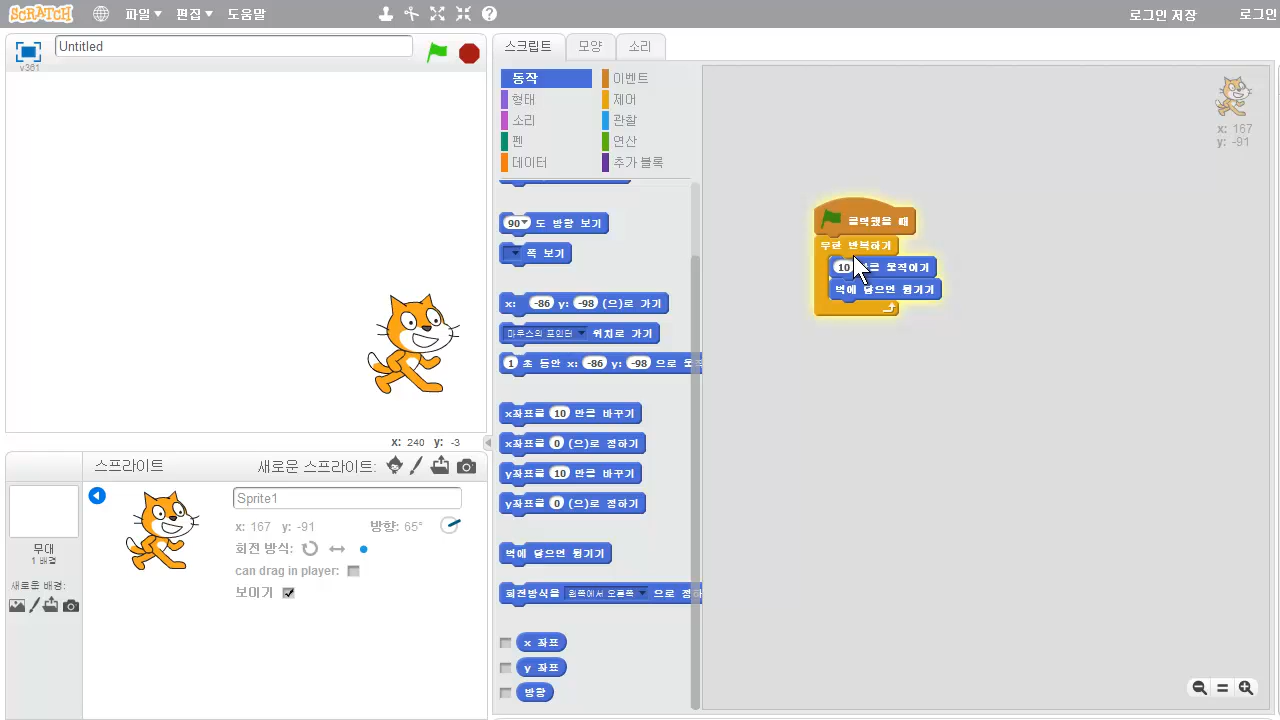 SCRATCH 파일 편집 도움말 로그인 저장 로그인
v361
Untitled
스크립트 모양 소리
동작
이벤트
형태
제어
소리
관찰
펜
연산
데이터
추가 블록
90 도 방향 보기
쪽 보기
x: -86 y: -98 (으)로 가기
마우스의 포인터 위치로 가기
1 초 동안 x: -86 y: -98 으로 움직
x좌표를 10 만큼 바꾸기
x좌표를 0 (으)로 정하기
y좌표를 10 만큼 바꾸기
y좌표를 0 (으)로 정하기
벽에 닿으면 튕기기
회전방식을 왼쪽에서 오른쪽 으로 정하
x 좌표
y 좌표
방향
x: 167
y: -91
클릭했을 때
무한 반복하기
10 만큼 움직이기
벽에 닿으면 튕기기
x: 240 y: -3
스프라이트 새로운 스프라이트:
Sprite1
x: 167 y: -91 방향: 65°
회전 방식:
can drag in player:
보이기
무대
1 배경
새로운 배경: